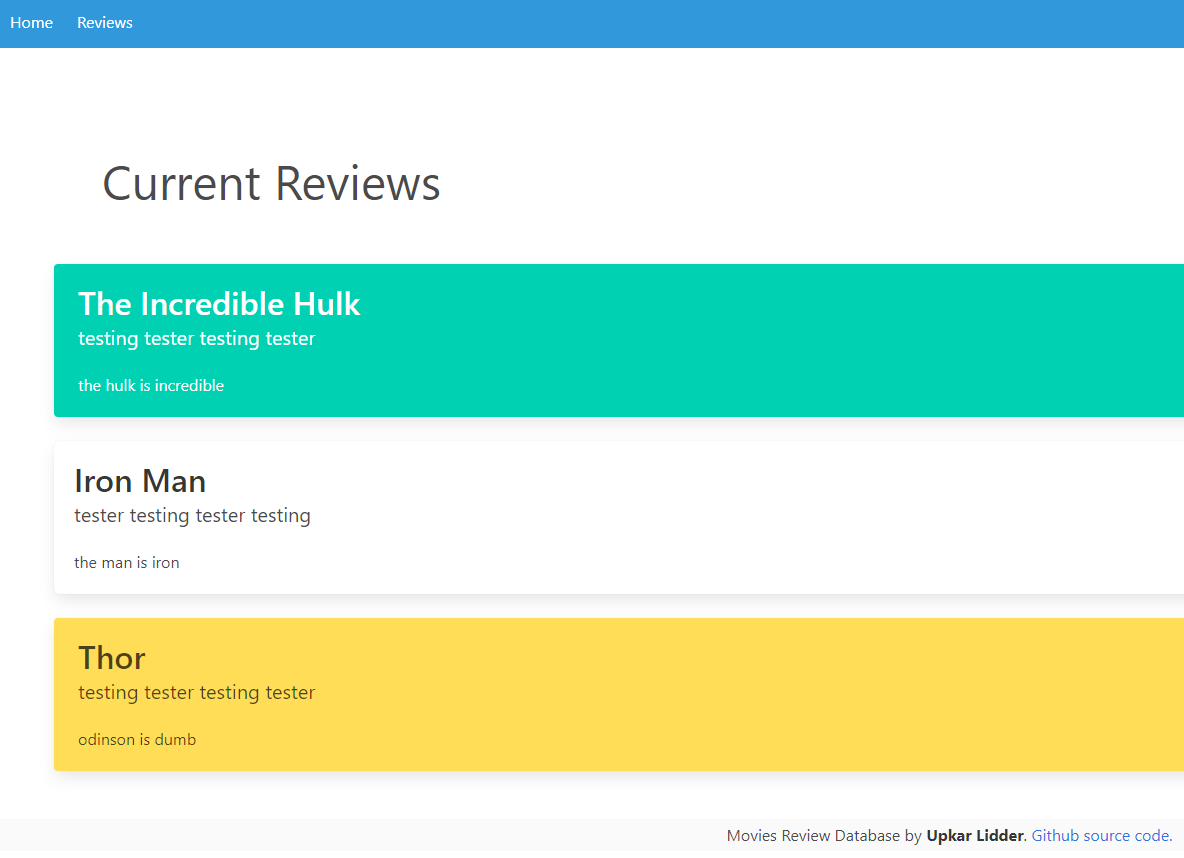 Home Reviews
Current Reviews
The Incredible Hulk
testing tester testing tester
the hulk is incredible
Iron Man
tester testing tester testing
the man is iron
Thor
testing tester testing tester
odinson is dumb
Movies Review Database by Upkar Lidder. Github source code.